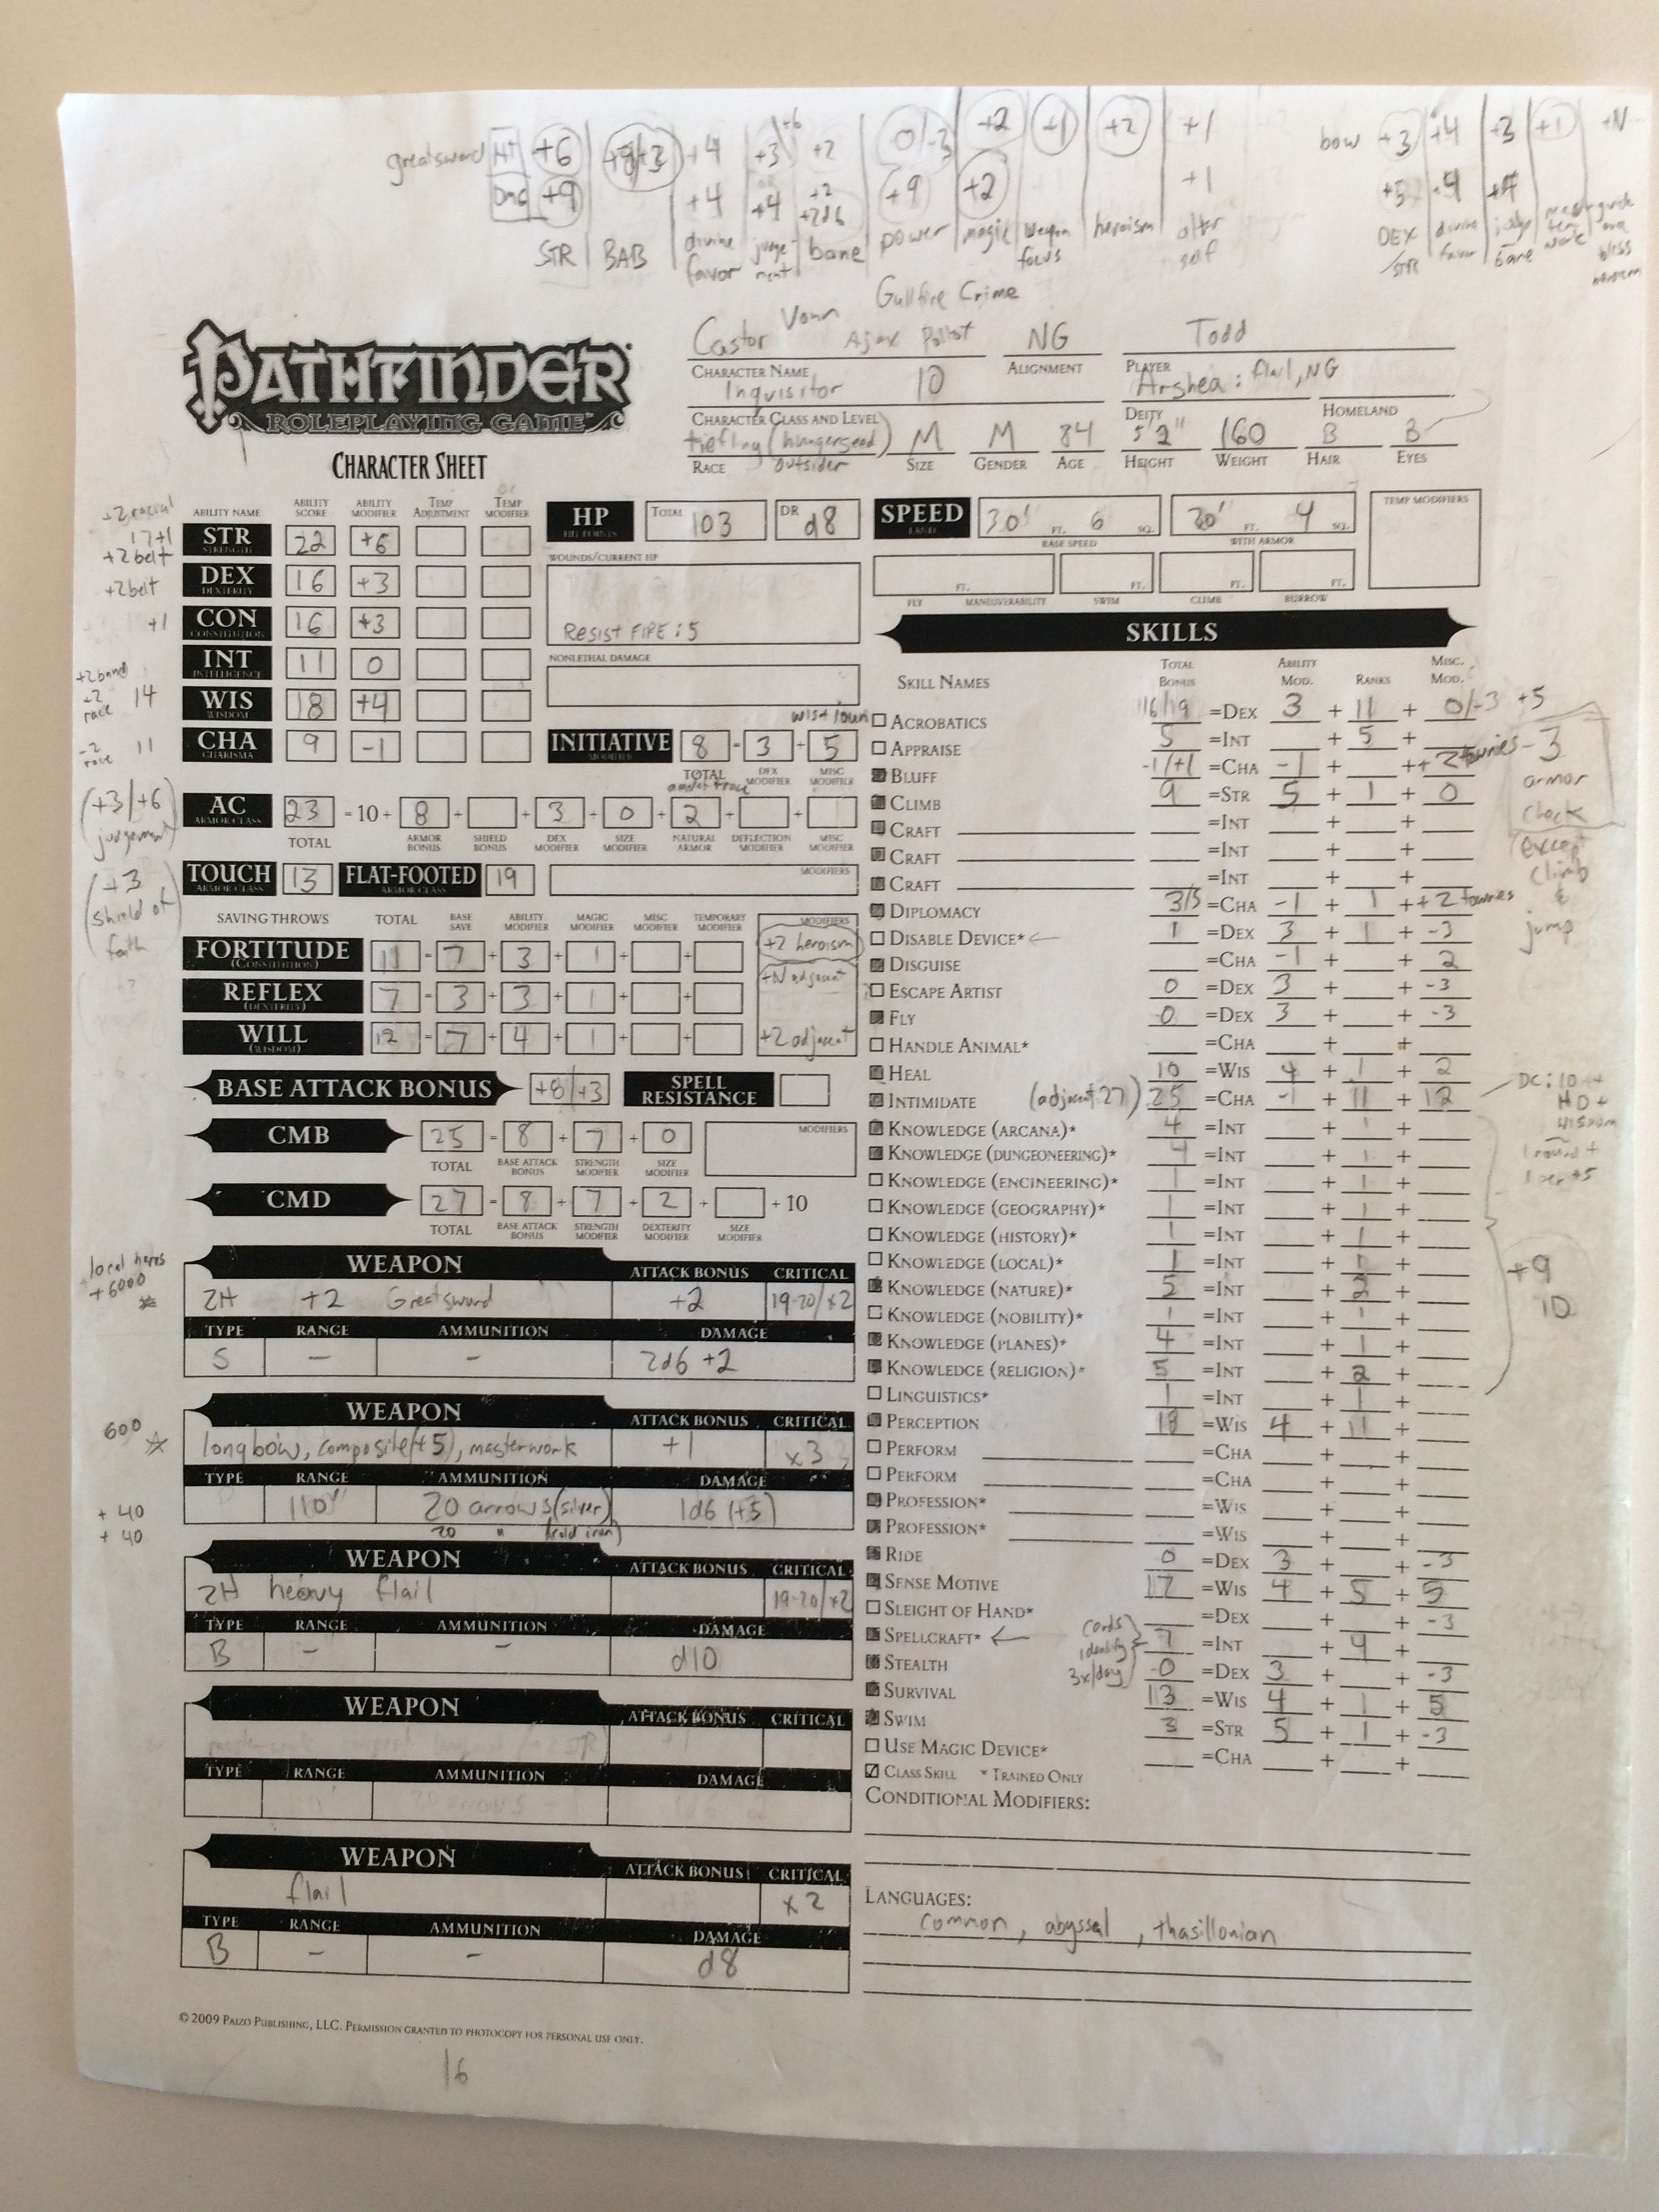 greatsword HIT +6 +8/+3 +4 +3 +6 +2 0/-3 +2 +1 +2 +1
DMG +9 +4 +4 +2 +2d6 +9 +2 +1
STR BAB divine favor judgement bane power magic weapon focus heroism alter self
bow +3 +4 +3 +1 +N
DEX /STR divine favor bane
Gullfire Crime
Castor Vonn Ajax Pollot NG Todd
CHARACTER NAME ALIGNMENT PLAYER
Inquisitor 10 Arshea: flail, NG
CHARACTER CLASS AND LEVEL DEITY HOMELAND
tiefling (hungerseed) outsider M M 84 5'2" 160 B B
RACE SIZE GENDER AGE HEIGHT WEIGHT HAIR EYES
PATHFINDER
ROLEPLAYING GAME
CHARACTER SHEET
ABILITY NAME ABILITY SCORE ABILITY MODIFIER TEMP ADJUSTMENT TEMP MODIFIER
+2 racial
17+1
+2 belt
STR STRENGTH 22 +6
+2 belt
DEX DEXTERITY 16 +3
+1 CON CONSTITUTION 16 +3
INT INTELLIGENCE 11 0
+2 band
+2 race 14 WIS WISDOM 18 +4
-2 race 11 CHA CHARISMA 9 -1
HP HIT POINTS TOTAL 103 DR d8
WOUNDS/CURRENT HP
Resist FIRE: 5
NONLETHAL DAMAGE
INITIATIVE MODIFIER 8 = 3 + 5
TOTAL DEX MODIFIER MISC MODIFIER
SPEED LAND 30' FT. 6 SQ. 20' FT. 4 SQ.
BASE SPEED WITH ARMOR
TEMP MODIFIERS
FT. FT. FT. FT.
FLY MANEUVERABILITY SWIM CLIMB BURROW
(+3/+6 judgement)
AC ARMOR CLASS 23 = 10 + 8 + + 3 + 0 + 2 + +
TOTAL ARMOR BONUS SHIELD BONUS DEX MODIFIER SIZE MODIFIER NATURAL ARMOR DEFLECTION MODIFIER MISC MODIFIER
(+3 shield of faith)
TOUCH ARMOR CLASS 13 FLAT-FOOTED ARMOR CLASS 19 MODIFIERS
SAVING THROWS TOTAL BASE SAVE ABILITY MODIFIER MAGIC MODIFIER MISC MODIFIER TEMPORARY MODIFIER MODIFIERS
FORTITUDE (CONSTITUTION) 11 = 7 + 3 + 1 + + +2 heroism
REFLEX (DEXTERITY) 7 = 3 + 3 + 1 + + +N adjacent
WILL (WISDOM) 12 = 7 + 4 + 1 + + +2 adjacent
BASE ATTACK BONUS +8/+3 SPELL RESISTANCE
CMB 25 = 8 + 7 + 0 MODIFIERS
TOTAL BASE ATTACK BONUS STRENGTH MODIFIER SIZE MODIFIER
CMD 27 = 8 + 7 + 2 + + 10
TOTAL BASE ATTACK BONUS STRENGTH MODIFIER DEXTERITY MODIFIER SIZE MODIFIER
local heros
+6000
WEAPON ATTACK BONUS CRITICAL
2H +2 Greatsword +2 19-20/x2
TYPE RANGE AMMUNITION DAMAGE
S - - 2d6 +2
600
WEAPON ATTACK BONUS CRITICAL
longbow, composite(+5), masterwork +1 x3
TYPE RANGE AMMUNITION DAMAGE
110' 20 arrows (silver) 1d6 (+5)
20 " (cold iron)
+ 40
+ 40
WEAPON ATTACK BONUS CRITICAL
2H heavy flail 19-20/x2
TYPE RANGE AMMUNITION DAMAGE
B - - d10
WEAPON ATTACK BONUS CRITICAL
TYPE RANGE AMMUNITION DAMAGE
WEAPON ATTACK BONUS CRITICAL
flail x2
TYPE RANGE AMMUNITION DAMAGE
B - - d8
SKILLS
SKILL NAMES TOTAL BONUS ABILITY MOD. RANKS MISC. MOD.
ACROBATICS 16/19 =DEX 3 + 11 + 0/-3 +5
APPRAISE 5 =INT + 5 +
BLUFF -1/+1 =CHA -1 + ++2 townies
CLIMB 9 =STR 5 + 1 + 0
CRAFT =INT + +
CRAFT =INT + +
CRAFT =INT + +
DIPLOMACY 3/5 =CHA -1 + 1 ++2 townies
DISABLE DEVICE* 1 =DEX 3 + 1 + -3
DISGUISE =CHA -1 + 2
ESCAPE ARTIST 0 =DEX 3 + + -3
FLY 0 =DEX 3 + + -3
HANDLE ANIMAL* =CHA + +
HEAL 10 =WIS 4 + 1 + 2
INTIMIDATE (adjacent 27) 25 =CHA -1 + 11 + 12
KNOWLEDGE (ARCANA)* 4 =INT + 1 +
KNOWLEDGE (DUNGEONEERING)* 4 =INT + 1 +
KNOWLEDGE (ENGINEERING)* 1 =INT + 1 +
KNOWLEDGE (GEOGRAPHY)* 1 =INT + 1 +
KNOWLEDGE (HISTORY)* 1 =INT + 1 +
KNOWLEDGE (LOCAL)* 1 =INT + 1 +
KNOWLEDGE (NATURE)* 5 =INT + 2 +
KNOWLEDGE (NOBILITY)* 1 =INT + 1 +
KNOWLEDGE (PLANES)* 4 =INT + 1 +
KNOWLEDGE (RELIGION)* 5 =INT + 2 +
LINGUISTICS* 1 =INT + 1 +
PERCEPTION 18 =WIS 4 + 11 +
PERFORM =CHA + +
PERFORM =CHA + +
PROFESSION* =WIS + +
PROFESSION* =WIS + +
RIDE 0 =DEX 3 + + -3
SENSE MOTIVE 17 =WIS 4 + 5 + 5
SLEIGHT OF HAND* =DEX + + -3
SPELLCRAFT* 7 =INT + 4 +
cords identify 3x/day
STEALTH 0 =DEX 3 + + -3
SURVIVAL 13 =WIS 4 + 1 + 5
SWIM 3 =STR 5 + 1 + -3
USE MAGIC DEVICE* =CHA + +
CLASS SKILL * TRAINED ONLY
CONDITIONAL MODIFIERS:
-3 armor check (except climb & jump
DC: 10 + HD + wisdom
1 round + 1 per +5
+9
10
LANGUAGES:
common, abyssal, thasillonian
© 2009 PAIZO PUBLISHING, LLC. PERMISSION GRANTED TO PHOTOCOPY FOR PERSONAL USE ONLY.
16